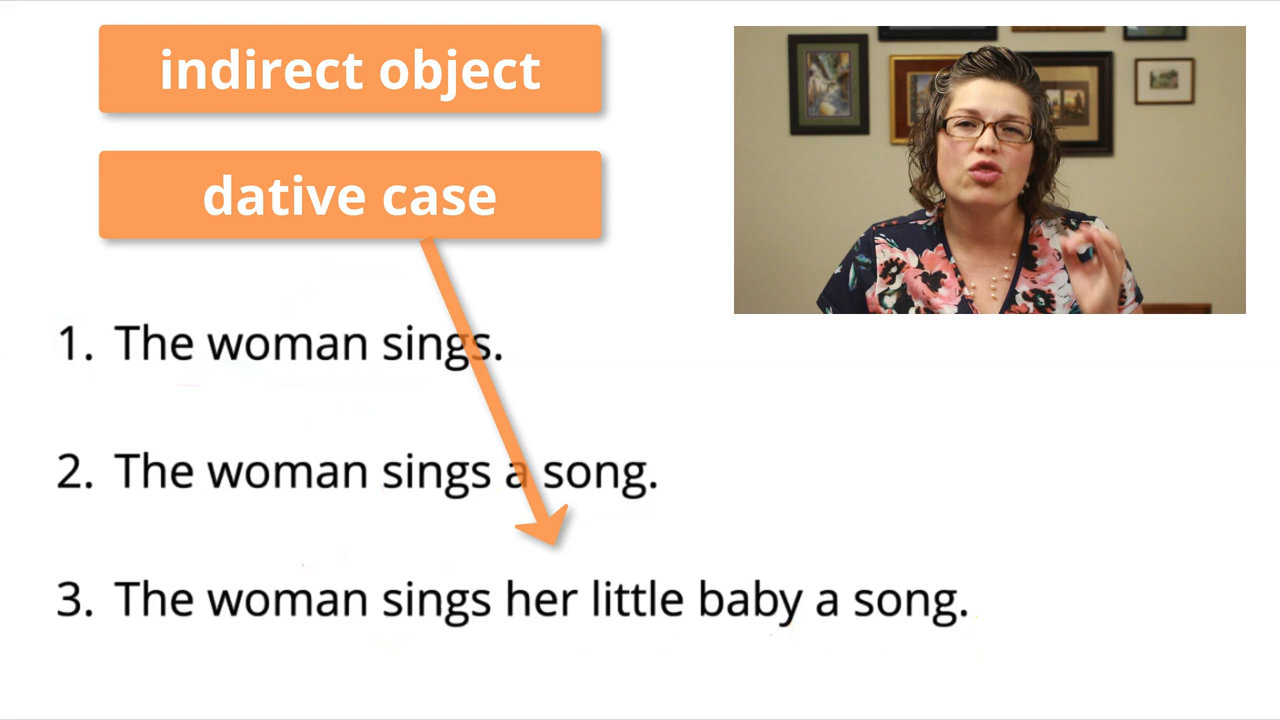 indirect object
dative case
1. The woman sings.
2. The woman sings a song.
3. The woman sings her little baby a song.